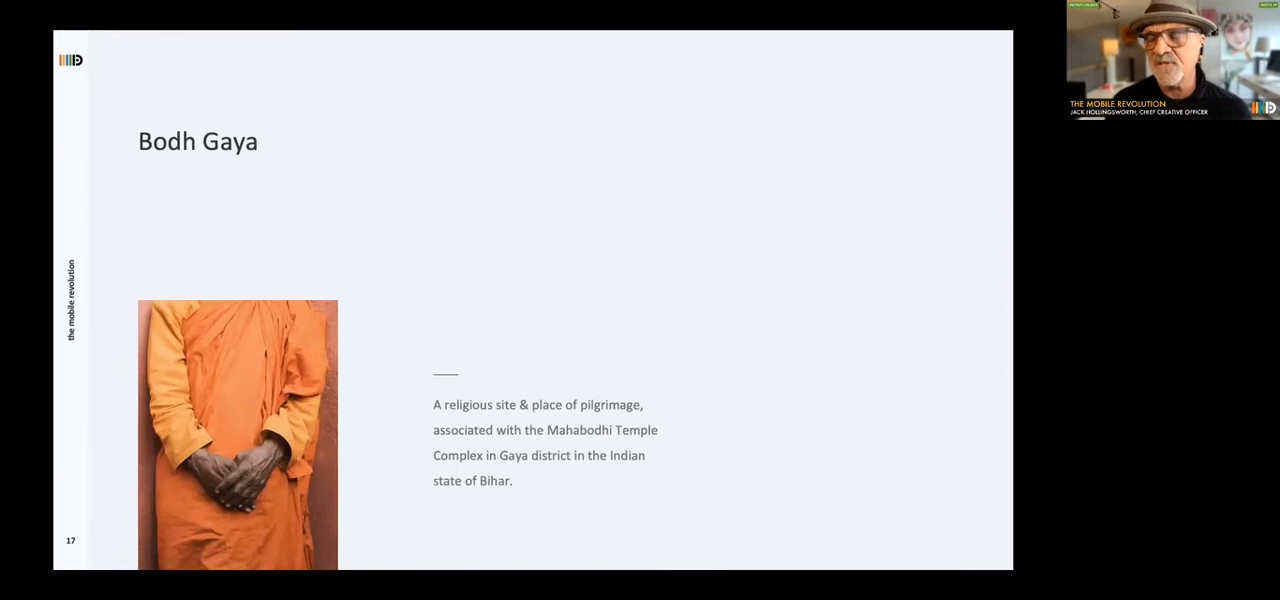 Bodh Gaya
the mobile revolution
A religious site & place of pilgrimage,
associated with the Mahabodhi Temple
Complex in Gaya district in the Indian
state of Bihar.
17
THE MOBILE REVOLUTION
JACK HOLLINGSWORTH, CHIEF CREATIVE OFFICER